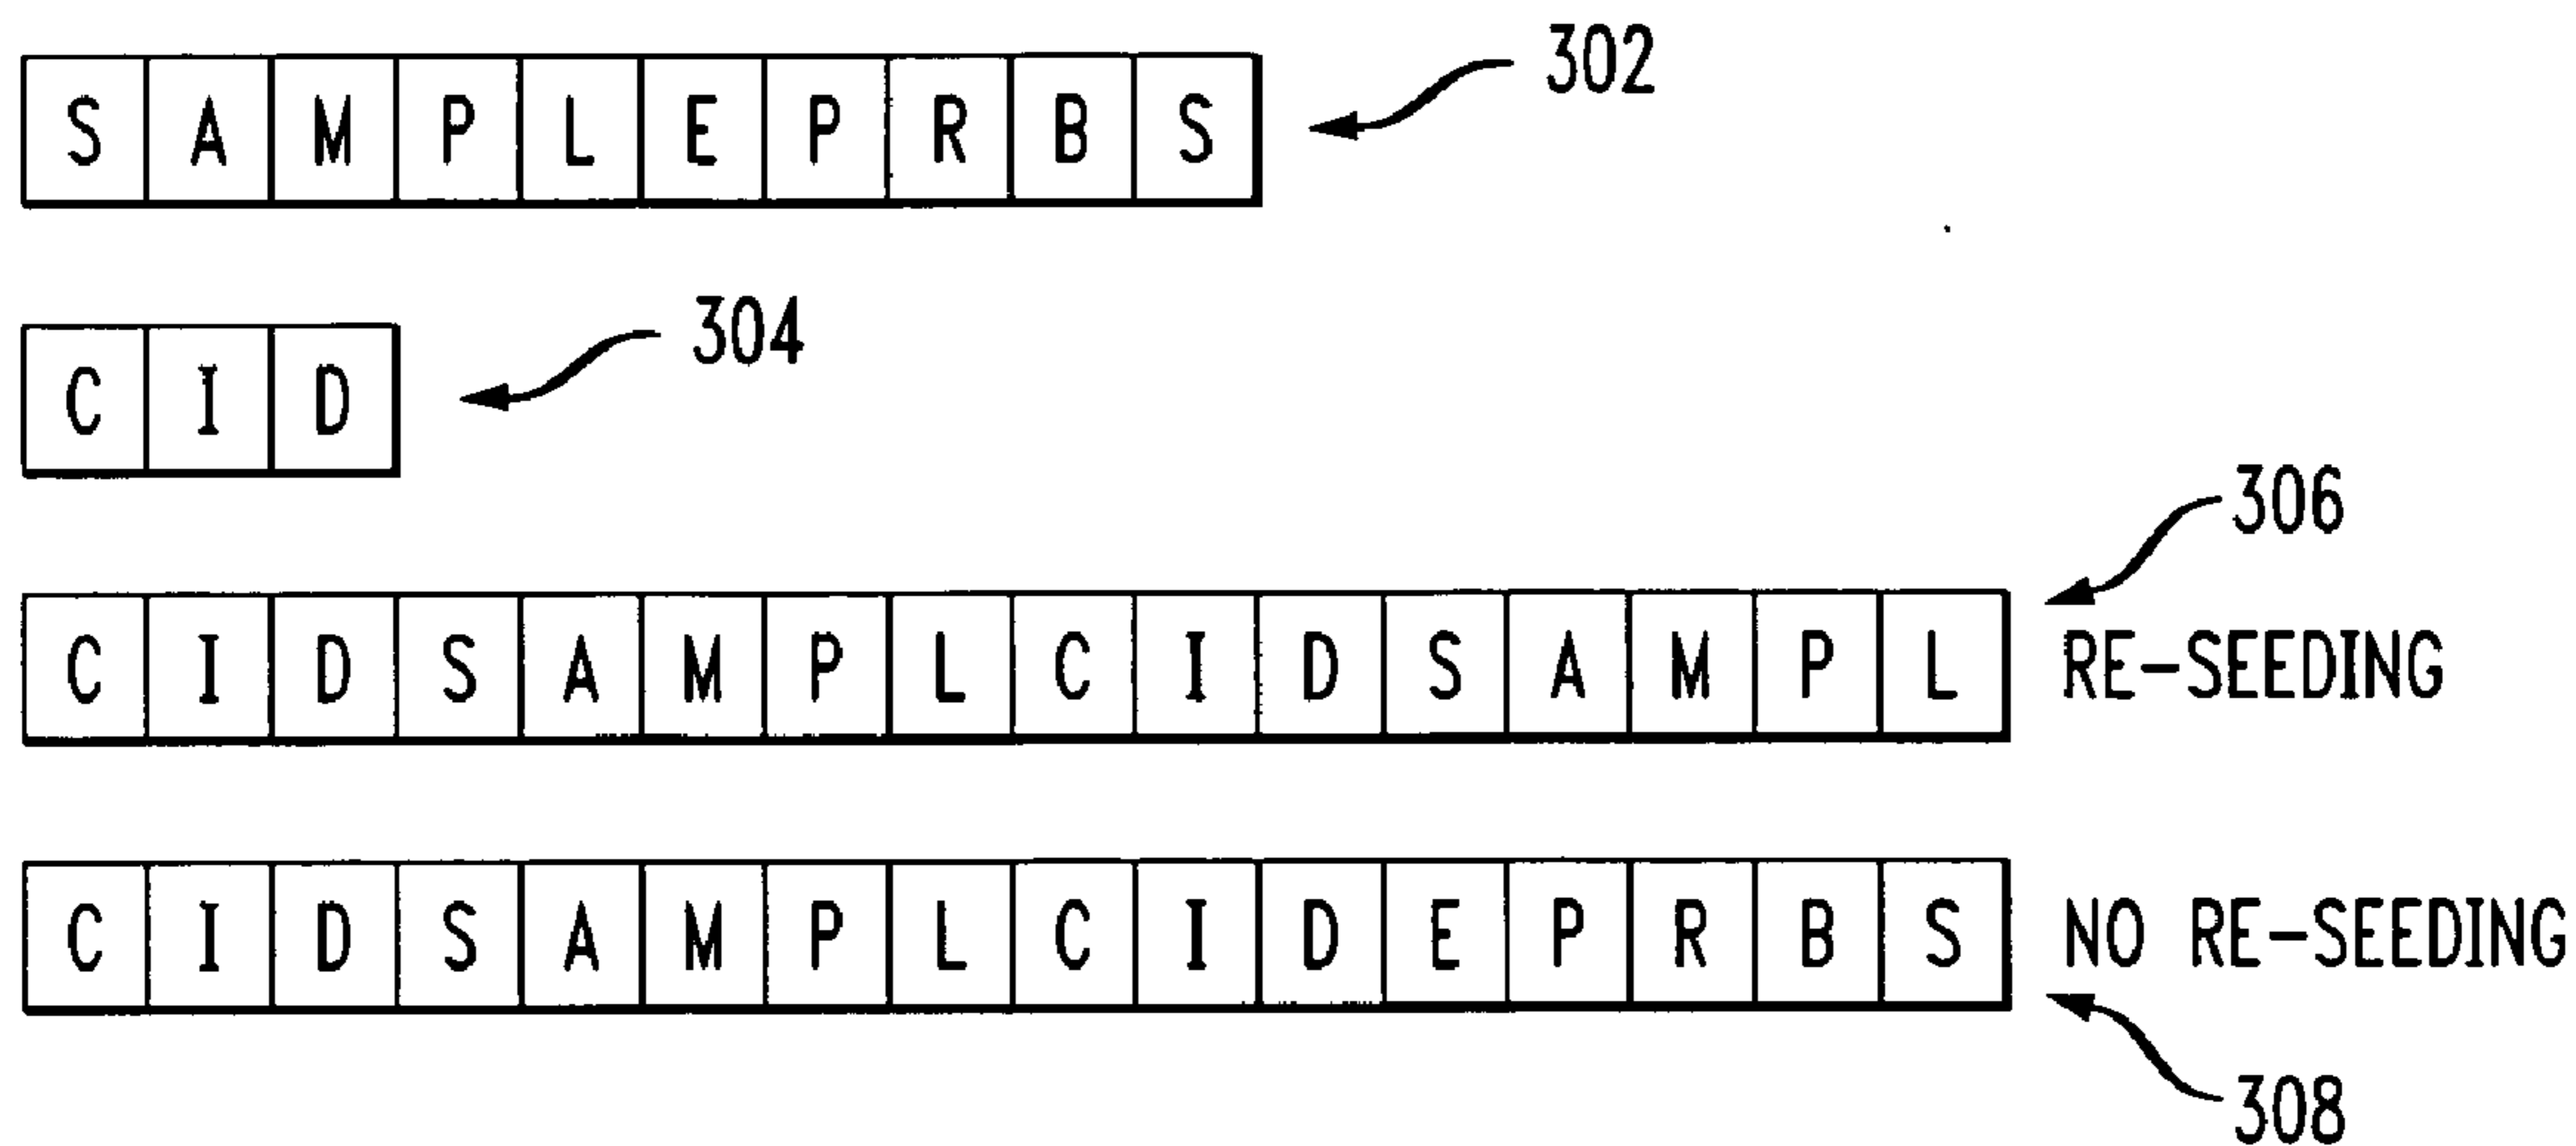 302
S A M P L E P R B S
304
C I D
306
C I D S A M P L C I D S A M P L RE-SEEDING
C I D S A M P L C I D E P R B S NO RE-SEEDING
308